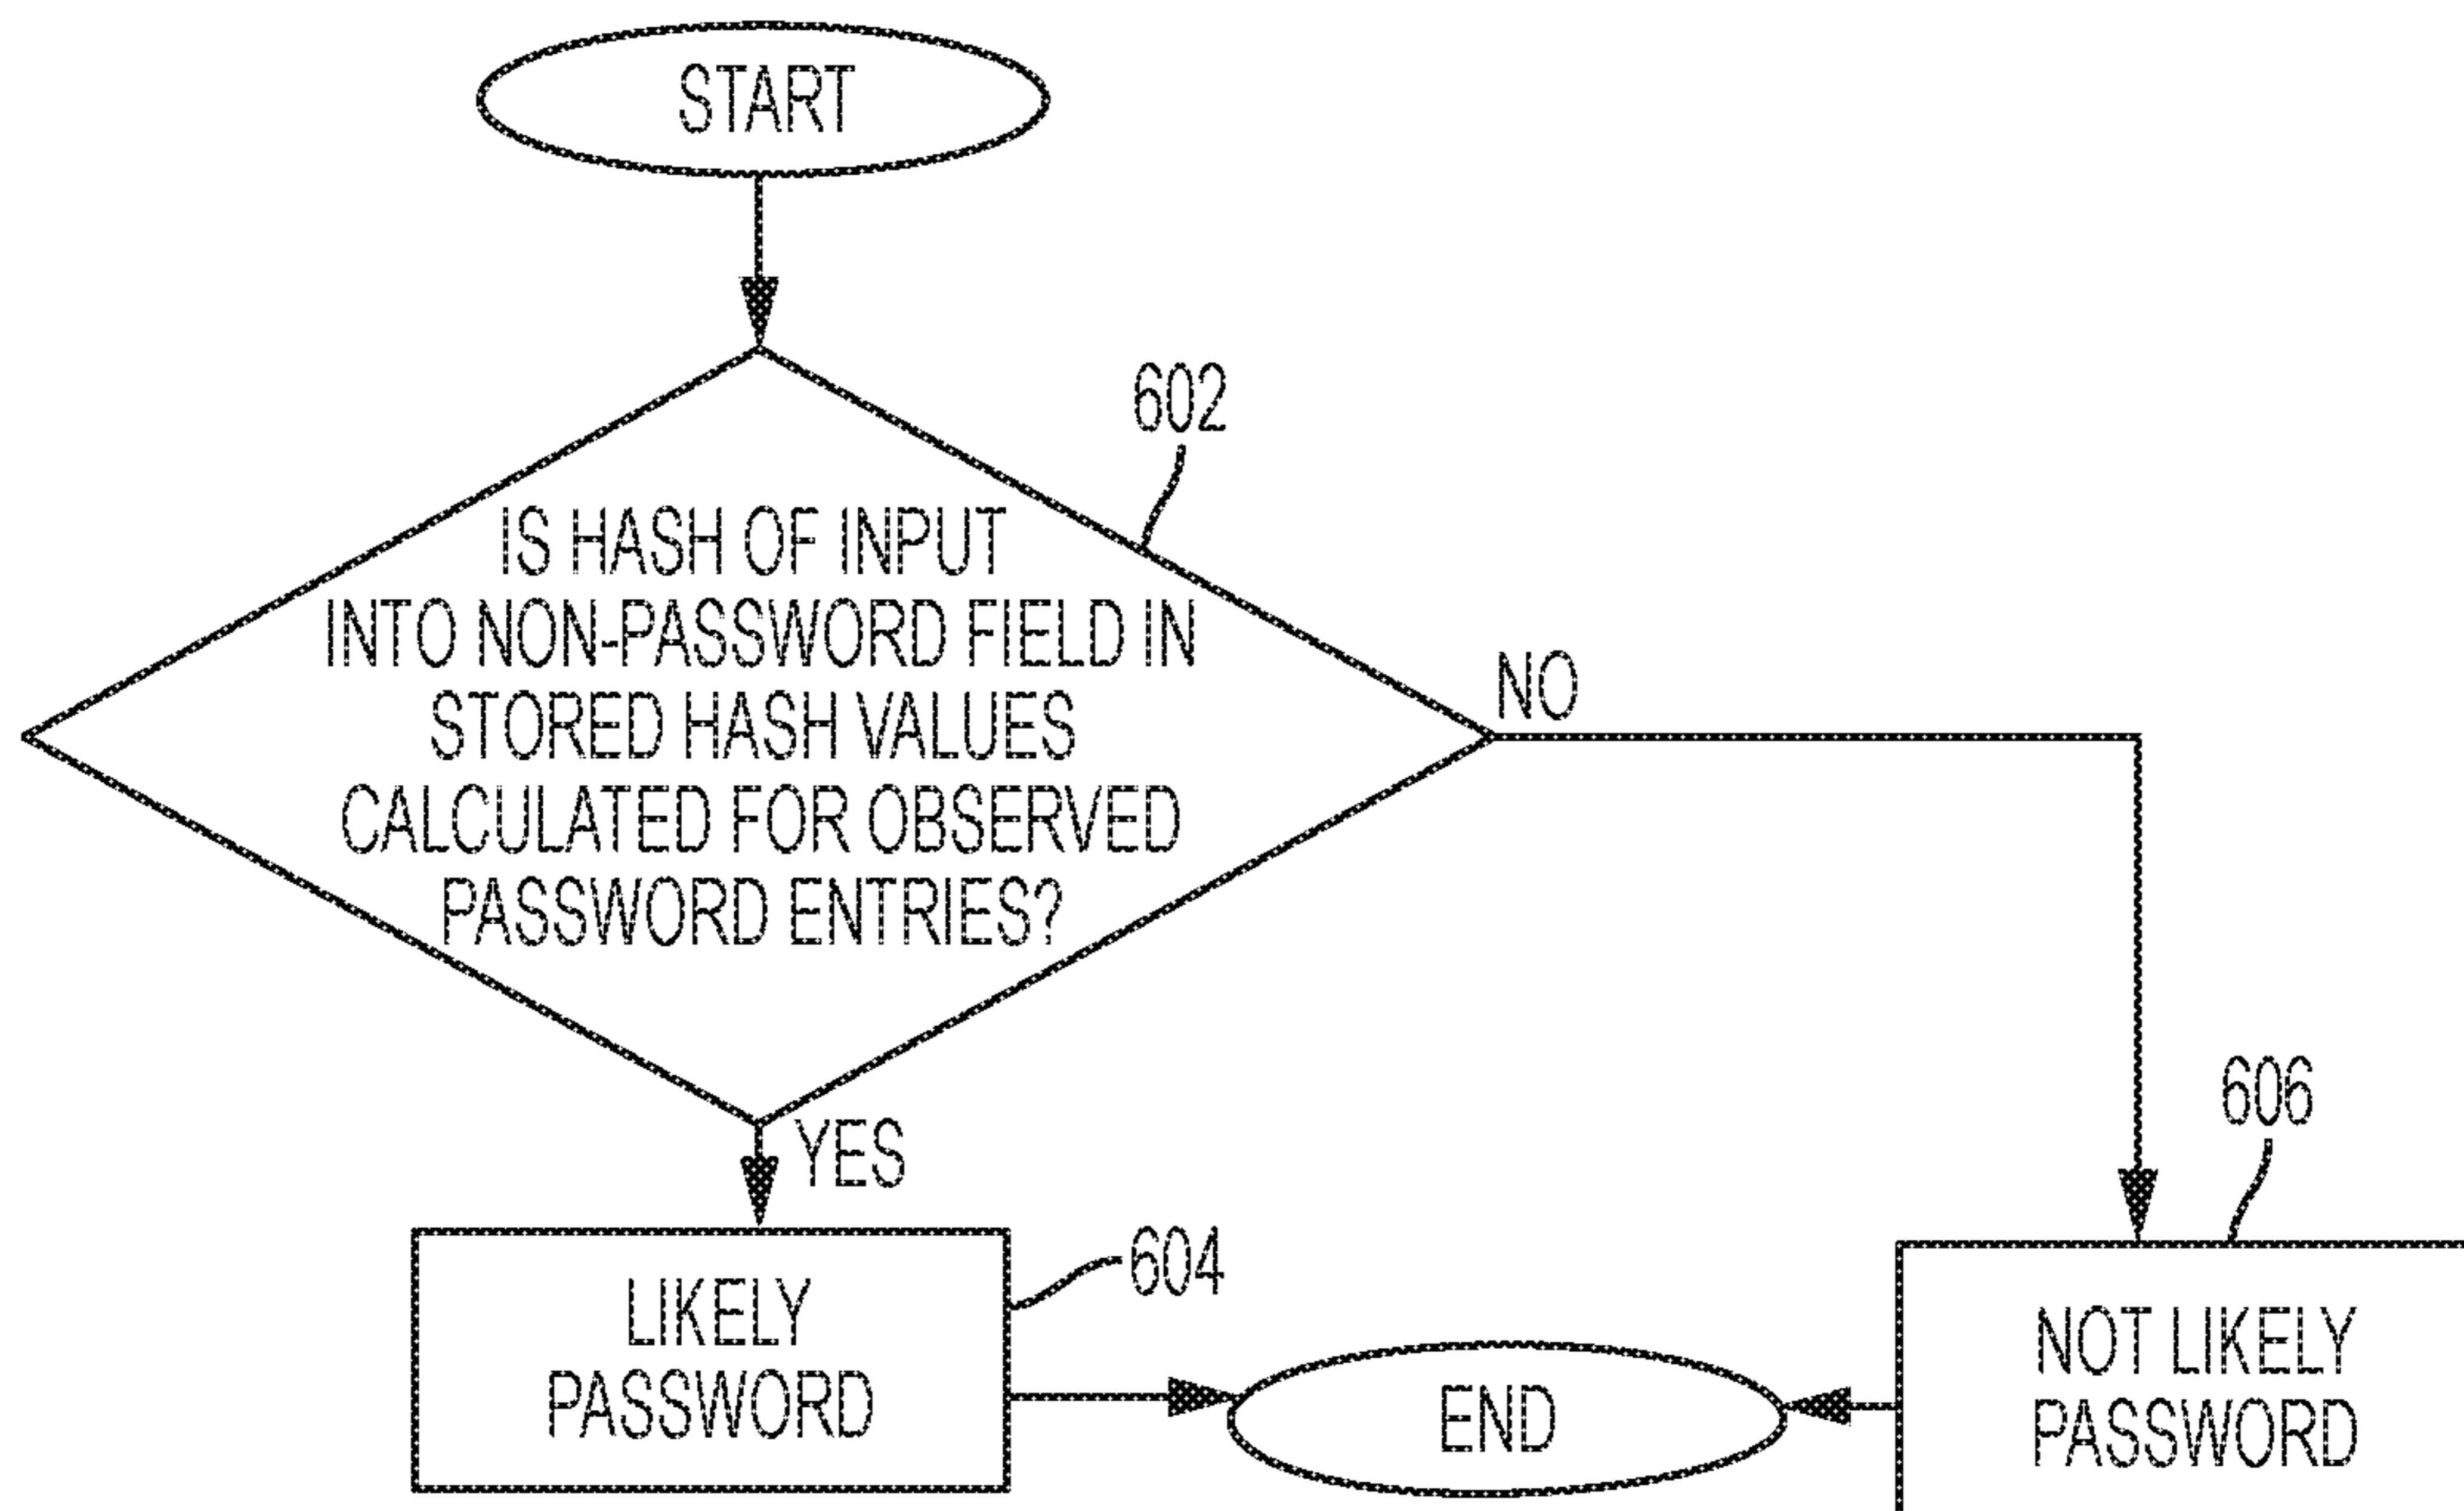 START
602
IS HASH OF INPUT
INTO NON-PASSWORD FIELD IN
STORED HASH VALUES
CALCULATED FOR OBSERVED
PASSWORD ENTRIES?
NO
YES
606
604
LIKELY
PASSWORD
END
NOT LIKELY
PASSWORD